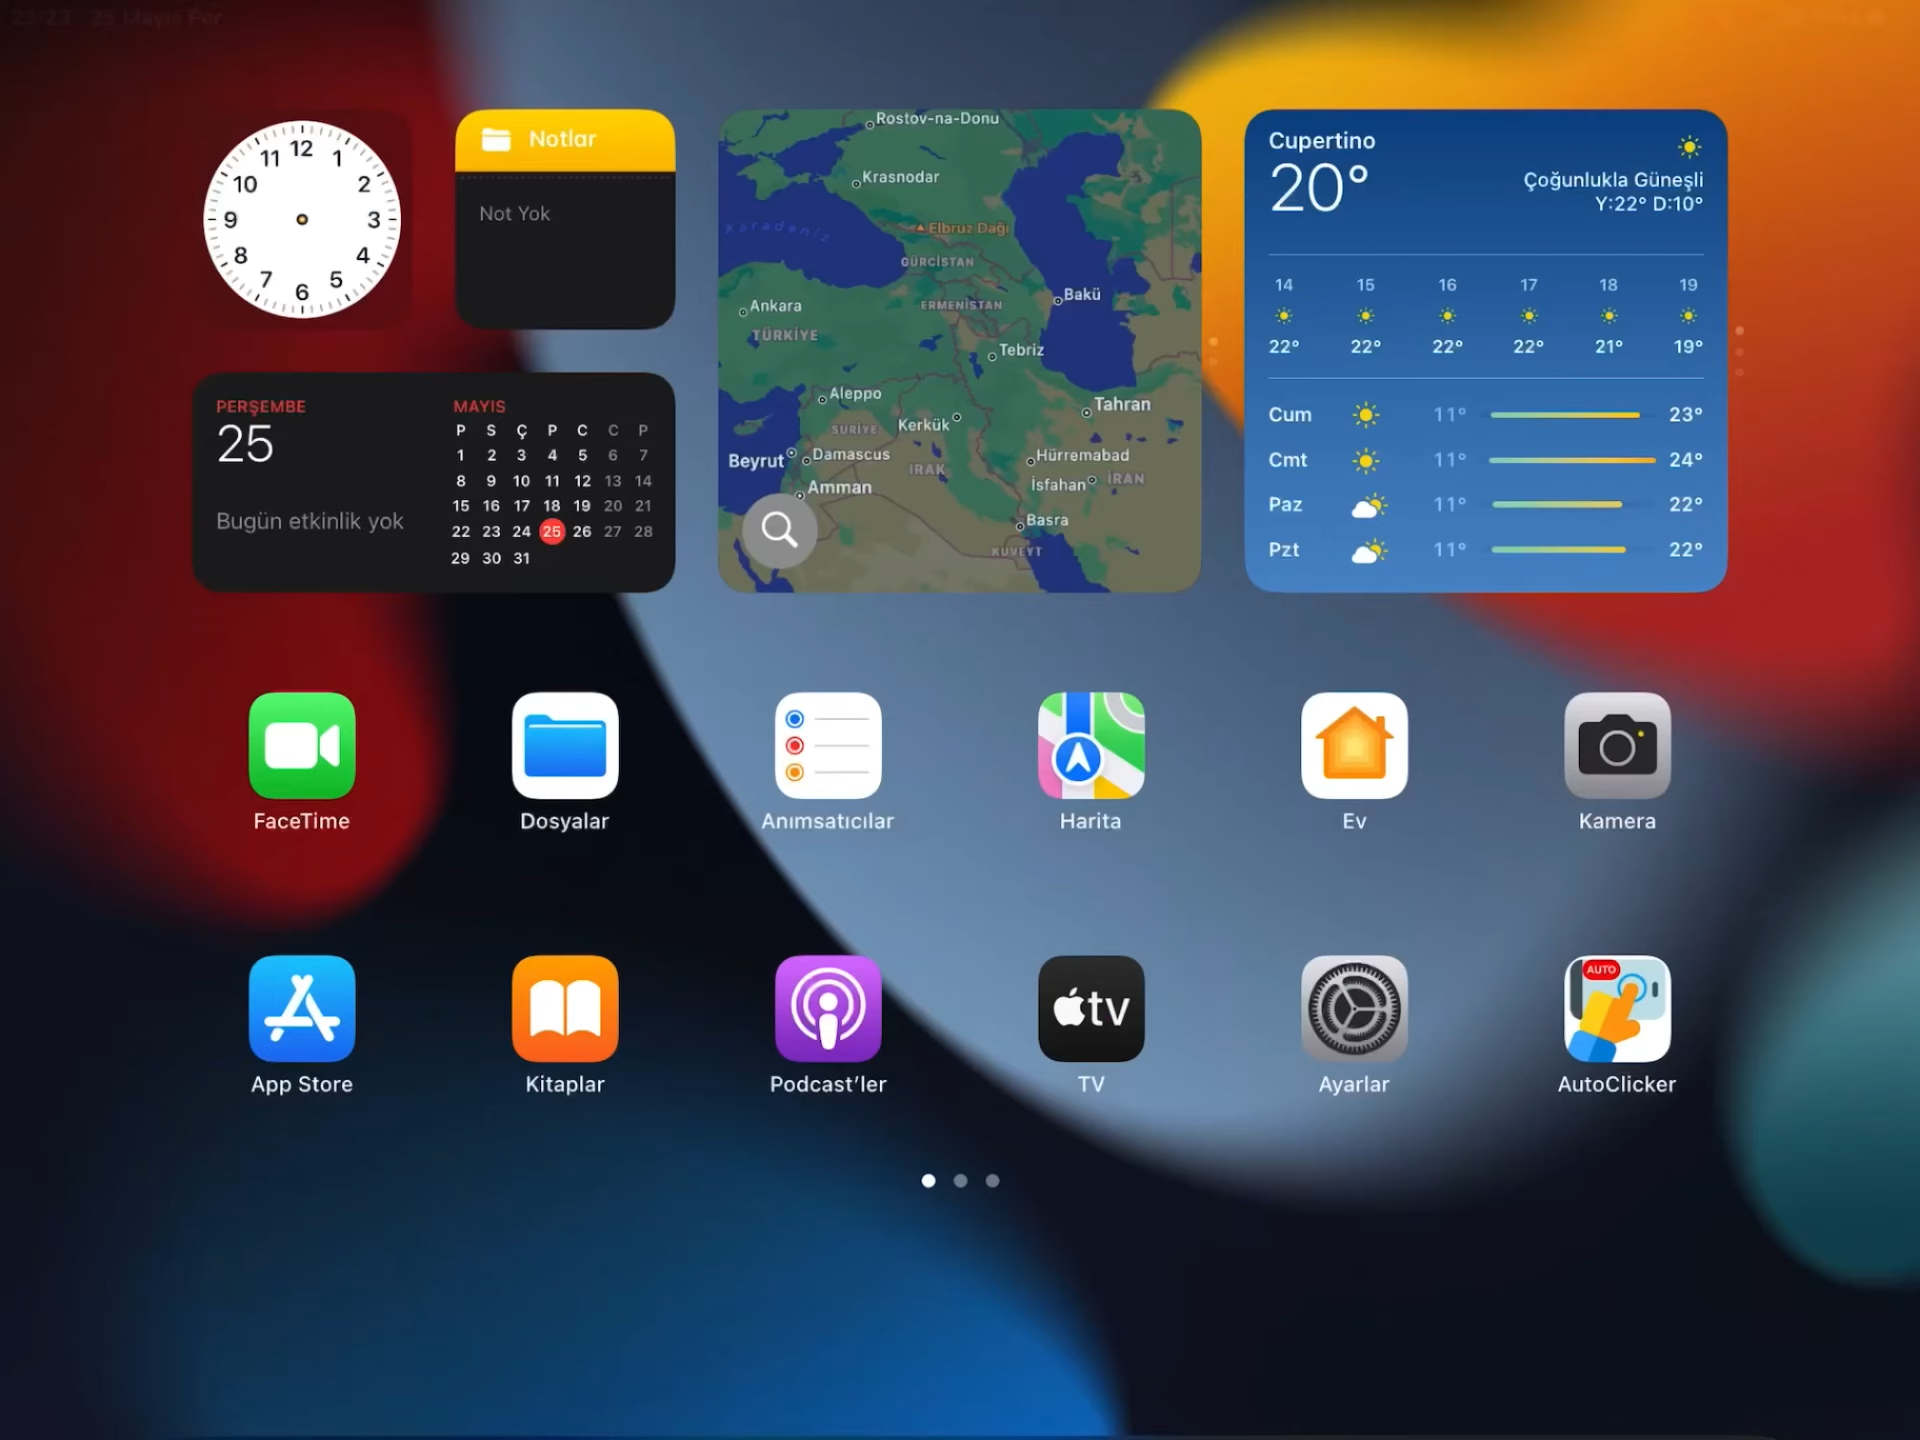 23:23 25 Mayıs Per
12
11
1
10
2
9
3
8
4
7
5
6
Notlar
Not Yok
Rostov-na-Donu
Krasnodar
Karadeniz
Elbruz Dağı
GÜRCİSTAN
Ankara
ERMENİSTAN
Bakü
TÜRKİYE
Tebriz
Aleppo
Tahran
SURİYE
Kerkük
Beyrut
Damascus
Hürremabad
IRAK
İsfahan
İRAN
Amman
Basra
KUVEYT
Cupertino
20°
Çoğunlukla Güneşli
Y:22° D:10°
14 15 16 17 18 19
22° 22° 22° 22° 21° 19°
Cum 11° 23°
Cmt 11° 24°
Paz 11° 22°
Pzt 11° 22°
PERŞEMBE
25
Bugün etkinlik yok
MAYIS
P S Ç P C C P
1 2 3 4 5 6 7
8 9 10 11 12 13 14
15 16 17 18 19 20 21
22 23 24 25 26 27 28
29 30 31
FaceTime
Dosyalar
Anımsatıcılar
Harita
Ev
Kamera
tv
AUTO
App Store
Kitaplar
Podcast'ler
TV
Ayarlar
AutoClicker